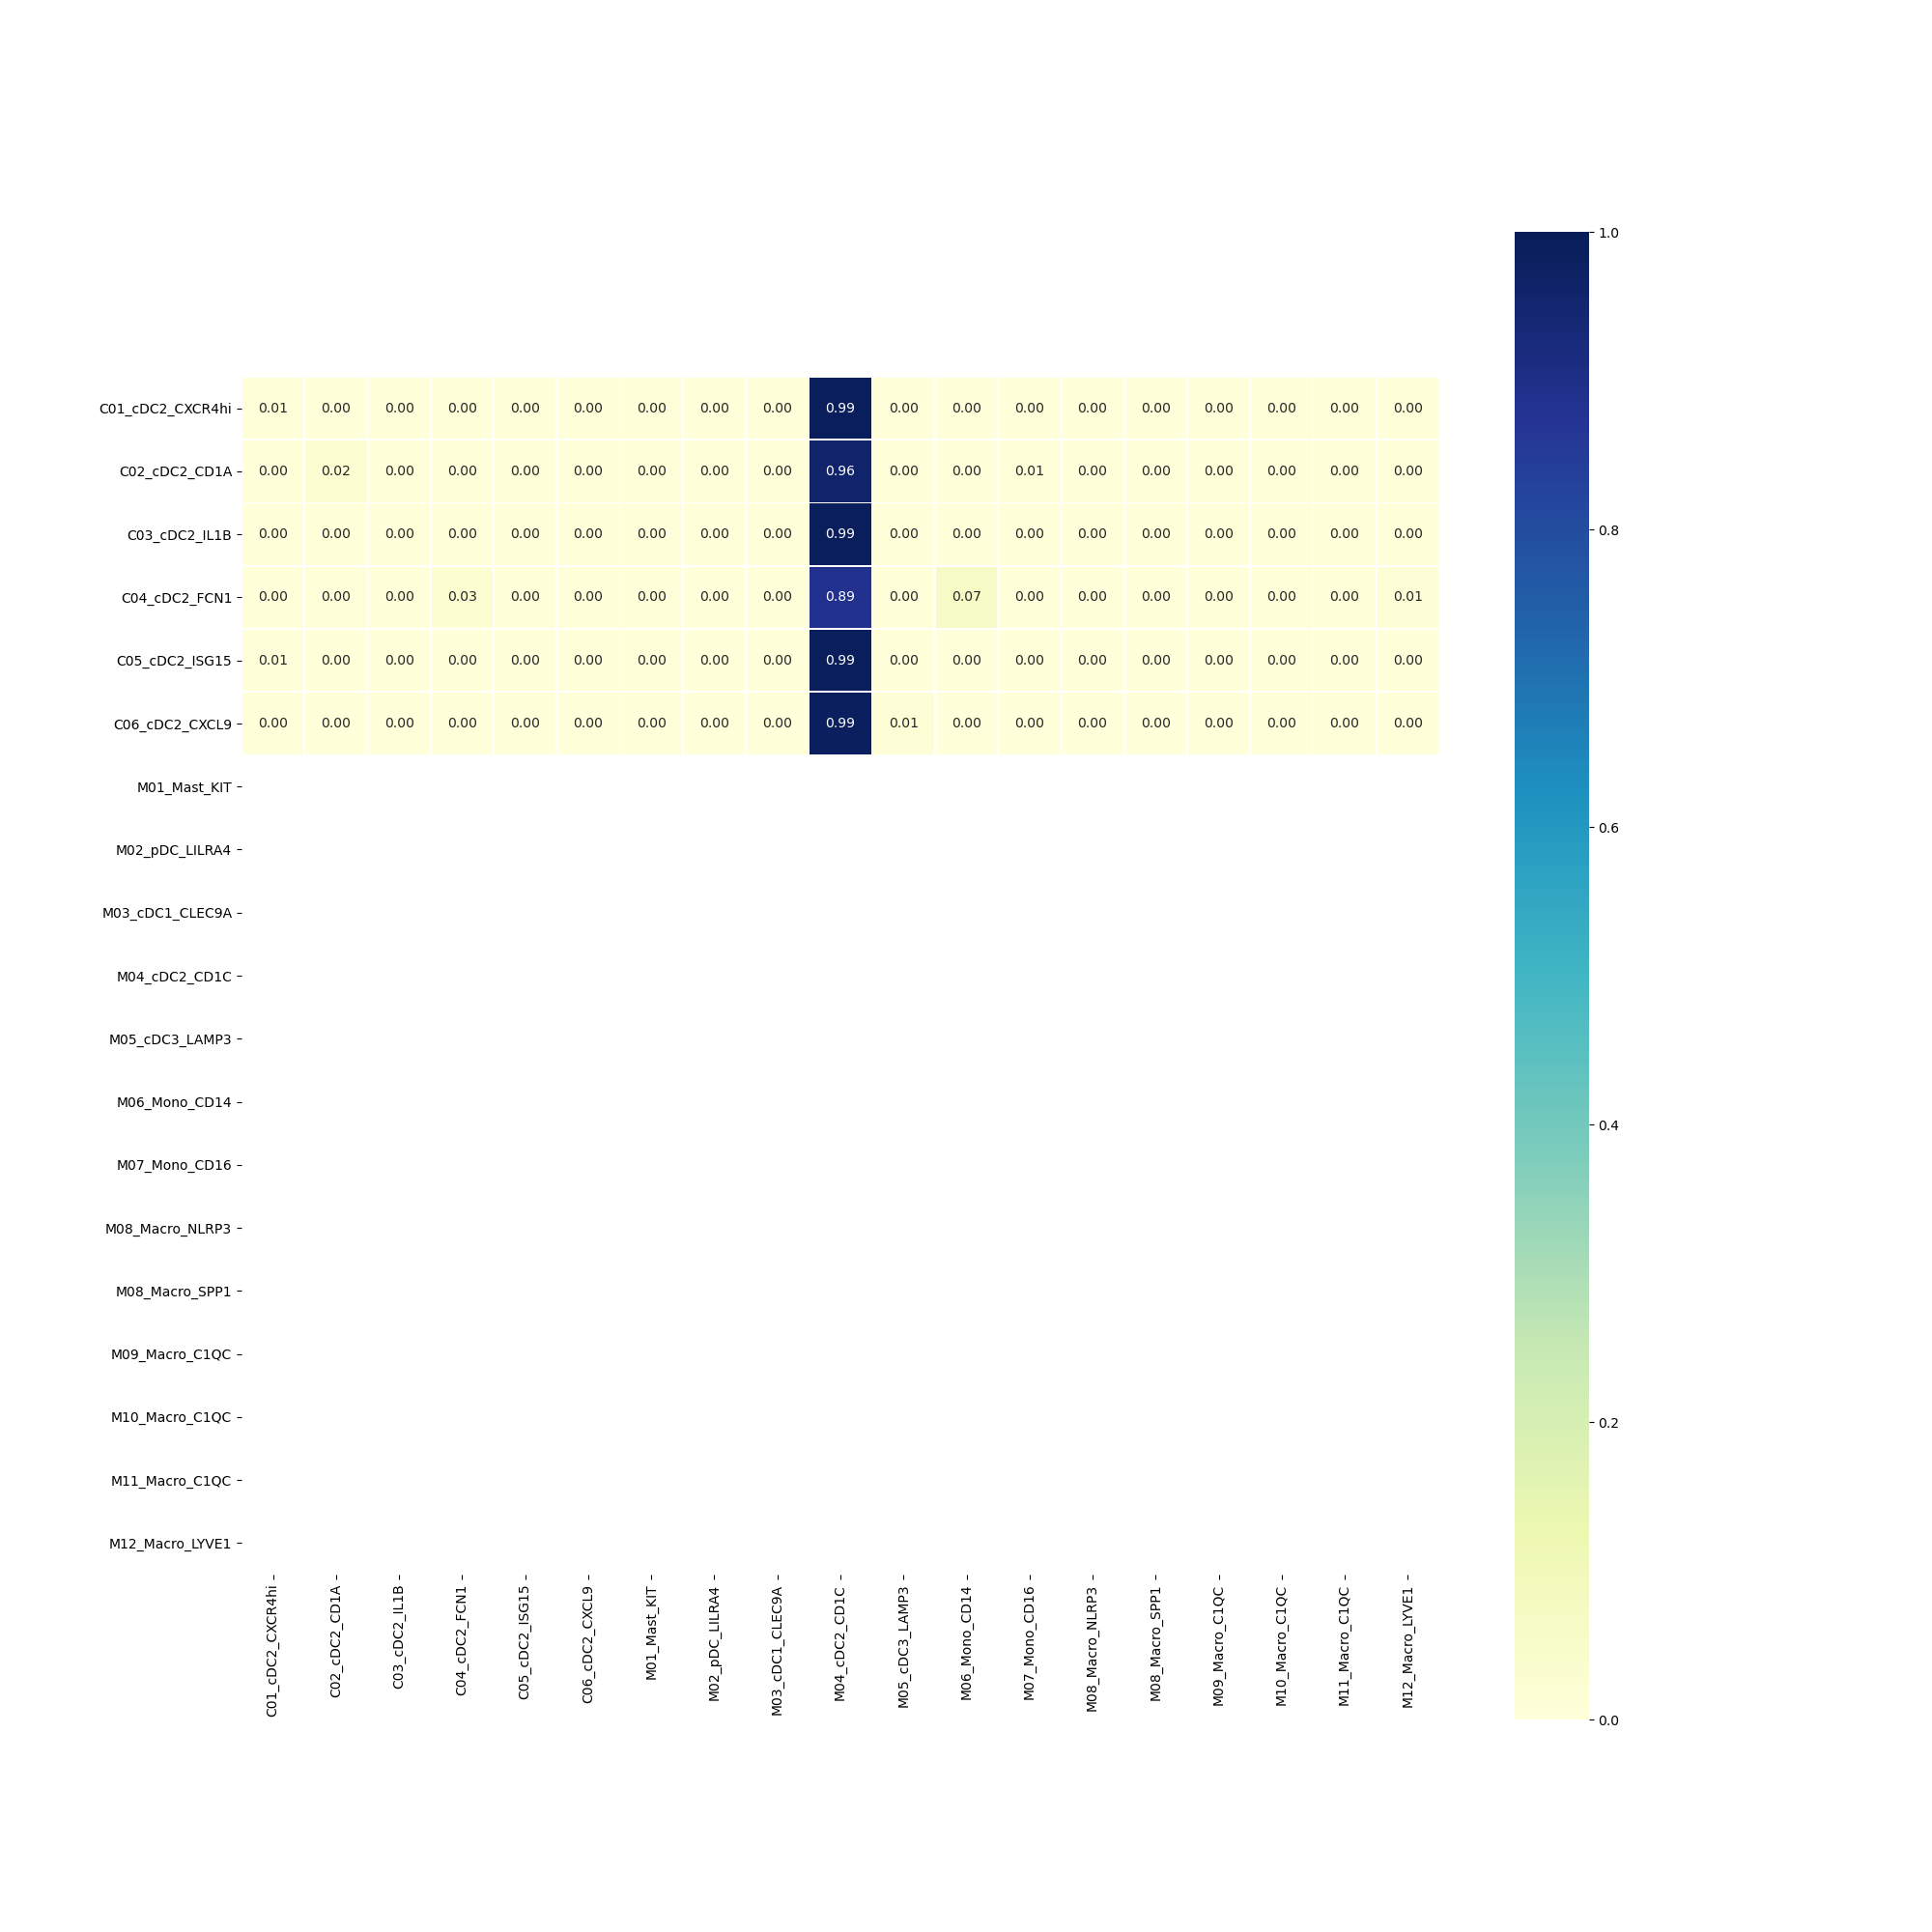 1.0
C01_cDC2_CXCR4hi 0.01 0.00 0.00 0.00 0.00 0.00 0.00 0.00 0.00 0.99 0.00 0.00 0.00 0.00 0.00 0.00 0.00 0.00 0.00
C02_cDC2_CD1A 0.00 0.02 0.00 0.00 0.00 0.00 0.00 0.00 0.00 0.96 0.00 0.00 0.01 0.00 0.00 0.00 0.00 0.00 0.00
C03_cDC2_IL1B 0.00 0.00 0.00 0.00 0.00 0.00 0.00 0.00 0.00 0.99 0.00 0.00 0.00 0.00 0.00 0.00 0.00 0.00 0.00
0.8
C04_cDC2_FCN1 0.00 0.00 0.00 0.03 0.00 0.00 0.00 0.00 0.00 0.89 0.00 0.07 0.00 0.00 0.00 0.00 0.00 0.00 0.01
C05_cDC2_ISG15 0.01 0.00 0.00 0.00 0.00 0.00 0.00 0.00 0.00 0.99 0.00 0.00 0.00 0.00 0.00 0.00 0.00 0.00 0.00
C06_cDC2_CXCL9 0.00 0.00 0.00 0.00 0.00 0.00 0.00 0.00 0.00 0.99 0.01 0.00 0.00 0.00 0.00 0.00 0.00 0.00 0.00
M01_Mast_KIT
0.6
M02_pDC_LILRA4
M03_cDC1_CLEC9A
M04_cDC2_CD1C
M05_cDC3_LAMP3
M06_Mono_CD14
0.4
M07_Mono_CD16
M08_Macro_NLRP3
M08_Macro_SPP1
M09_Macro_C1QC
M10_Macro_C1QC
0.2
M11_Macro_C1QC
M12_Macro_LYVE1
0.0
C01_cDC2_CXCR4hi
C02_cDC2_CD1A
C03_cDC2_IL1B
C04_cDC2_FCN1
C05_cDC2_ISG15
C06_cDC2_CXCL9
M01_Mast_KIT
M02_pDC_LILRA4
M03_cDC1_CLEC9A
M04_cDC2_CD1C
M05_cDC3_LAMP3
M06_Mono_CD14
M07_Mono_CD16
M08_Macro_NLRP3
M08_Macro_SPP1
M09_Macro_C1QC
M10_Macro_C1QC
M11_Macro_C1QC
M12_Macro_LYVE1